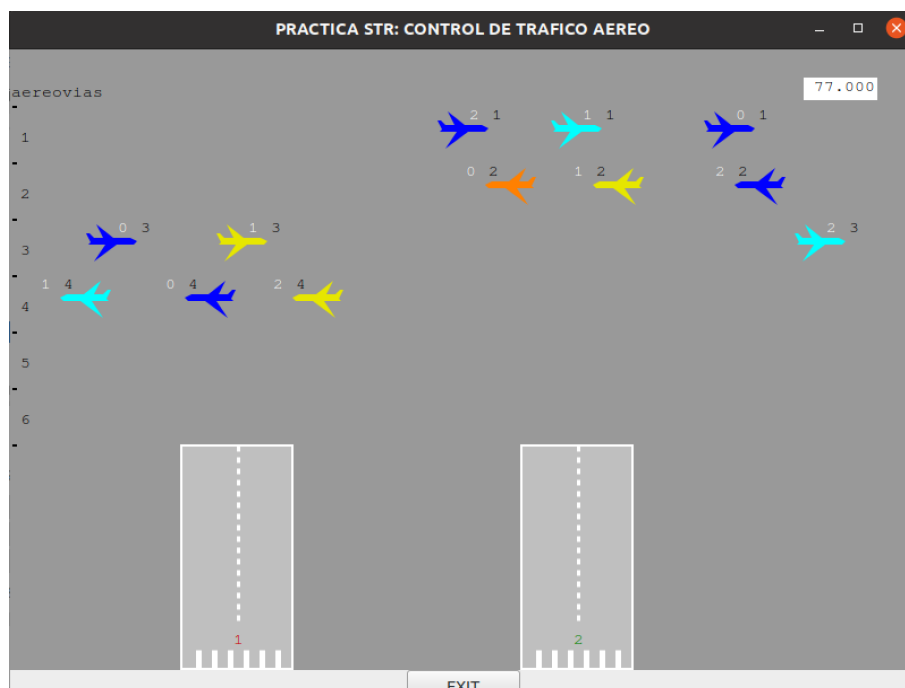 PRACTICA STR: CONTROL DE TRAFICO AEREO
aereovias 77.000
1 2 1 1 1 0 1
2 0 2 1 2 2 2
3 0 3 1 3 2 3
4 1 4 0 4 2 4
5
6
1 2
EXIT